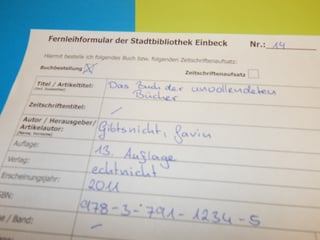 Fernleihformular der Stadtbibliothek Einbeck
Nr.: 14
Hiermit bestelle ich folgendes Buch bzw. folgenden Zeitschriftenaufsatz:
Buchbestellung
Zeitschriftenaufsatz
Titel / Artikeltitel:
Das Buch der unvollendeten
Bücher
Zeitschriftentitel:
/
Autor / Herausgeber/
Artikelautor:
Gibtsnicht, Gavin
Auflage:
13. Auflage
Verlag:
echtnicht
Erscheinungsjahr:
2011
ISBN:
978-3-791-1234-5
/ Band:
/